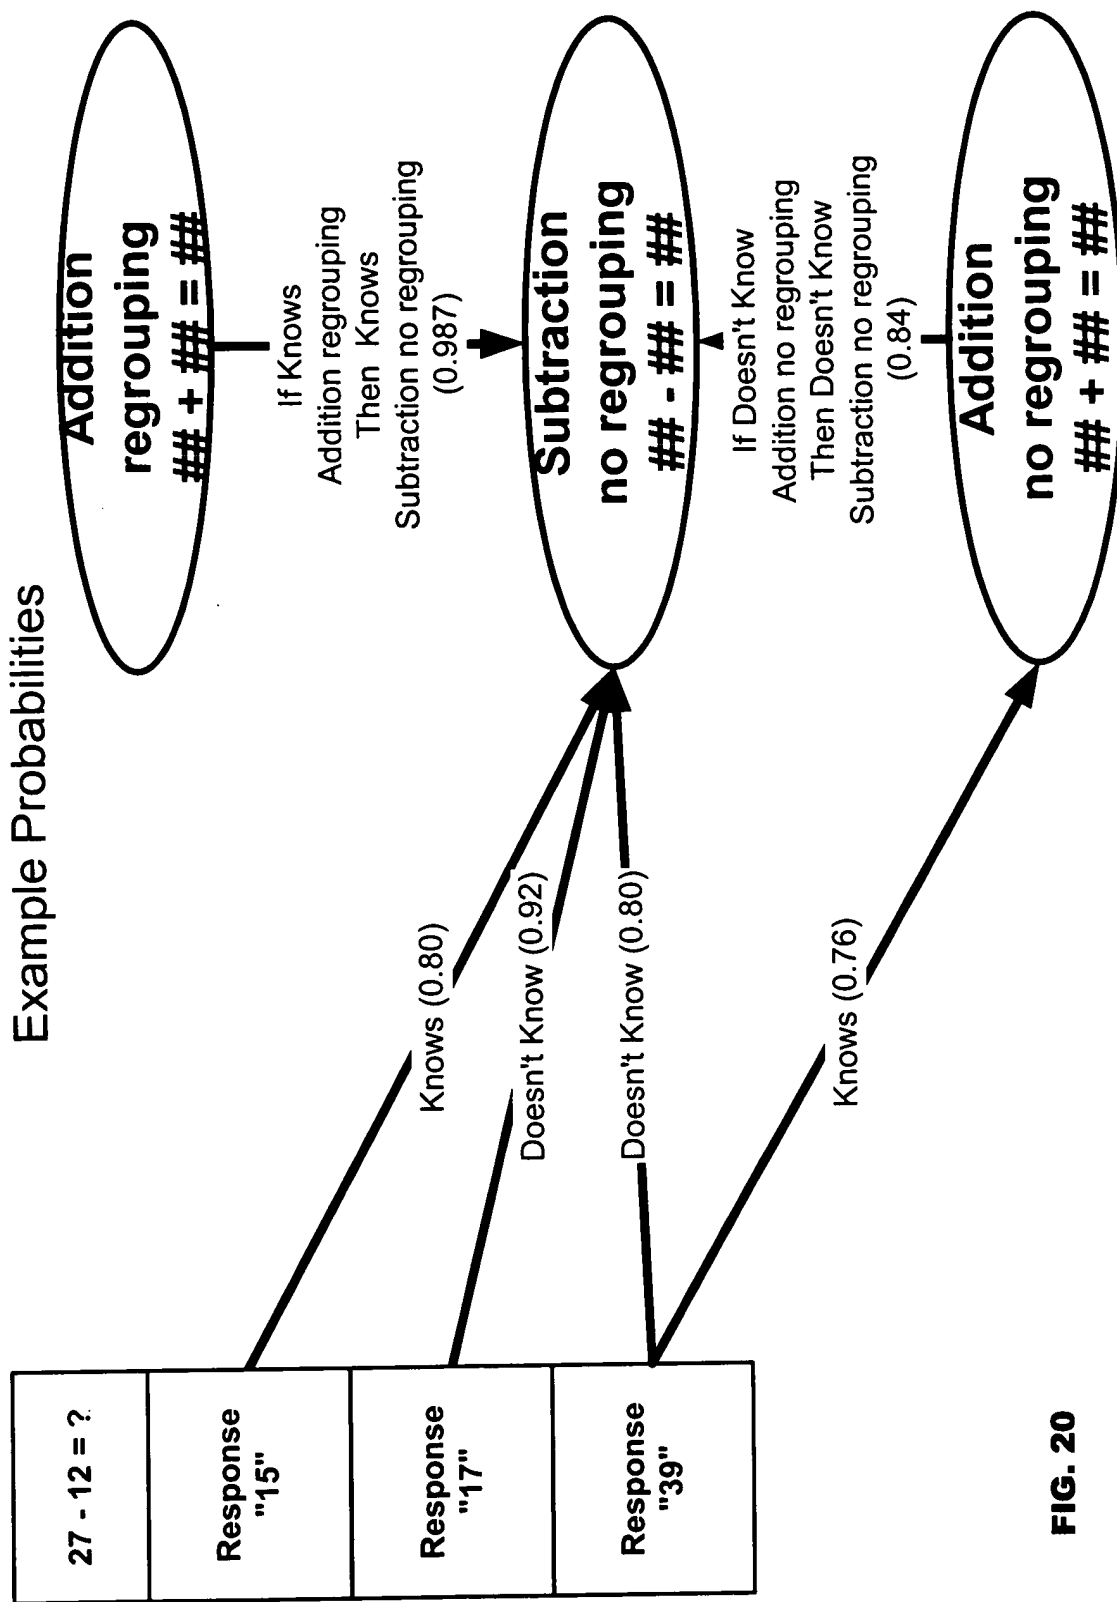 Example Probabilities
27 - 12 = ?
Response
"15"
Response
"17"
Response
"39"
Knows (0.80)
Doesn't Know (0.92)
Doesn't Know (0.80)
Knows (0.76)
Addition
regrouping
## + ## = ##
If Knows
Addition regrouping
Then Knows
Subtraction no regrouping
(0.987)
Subtraction
no regrouping
## - ## = ##
If Doesn't Know
Addition no regrouping
Then Doesn't Know
Subtraction no regrouping
(0.84)
Addition
no regrouping
## + ## = ##
FIG. 20